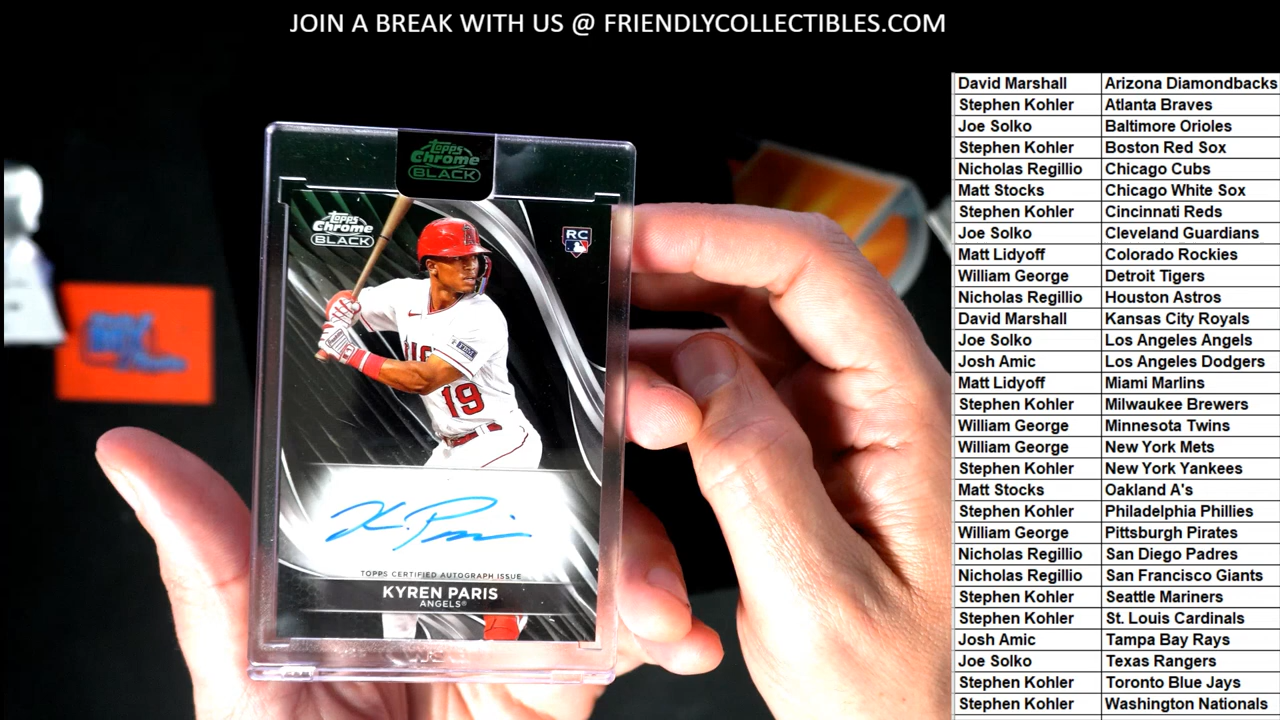 JOIN A BREAK WITH US @ FRIENDLYCOLLECTIBLES.COM
Topps
Chrome
BLACK
Topps
Chrome
BLACK
RC
19
K. Paris
TOPPS CERTIFIED AUTOGRAPH ISSUE
KYREN PARIS
ANGELS®
David Marshall Arizona Diamondbacks
Stephen Kohler Atlanta Braves
Joe Solko Baltimore Orioles
Stephen Kohler Boston Red Sox
Nicholas Regillio Chicago Cubs
Matt Stocks Chicago White Sox
Stephen Kohler Cincinnati Reds
Joe Solko Cleveland Guardians
Matt Lidyoff Colorado Rockies
William George Detroit Tigers
Nicholas Regillio Houston Astros
David Marshall Kansas City Royals
Joe Solko Los Angeles Angels
Josh Amic Los Angeles Dodgers
Matt Lidyoff Miami Marlins
Stephen Kohler Milwaukee Brewers
William George Minnesota Twins
William George New York Mets
Stephen Kohler New York Yankees
Matt Stocks Oakland A's
Stephen Kohler Philadelphia Phillies
William George Pittsburgh Pirates
Nicholas Regillio San Diego Padres
Nicholas Regillio San Francisco Giants
Stephen Kohler Seattle Mariners
Stephen Kohler St. Louis Cardinals
Josh Amic Tampa Bay Rays
Joe Solko Texas Rangers
Stephen Kohler Toronto Blue Jays
Stephen Kohler Washington Nationals